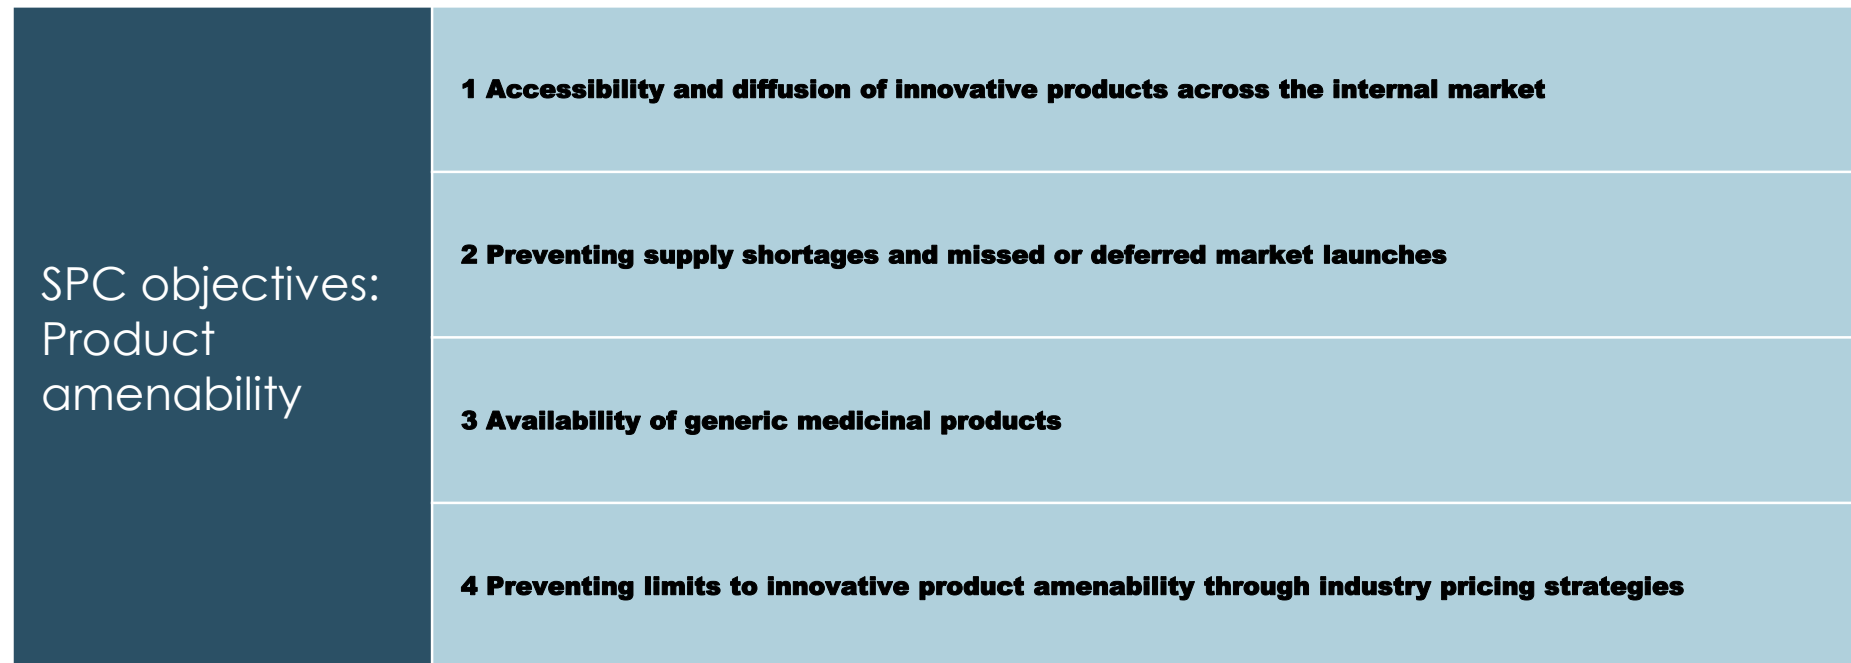 SPC objectives:
Product
amenability
1 Accessibility and diffusion of innovative products across the internal market
2 Preventing supply shortages and missed or deferred market launches
3 Availability of generic medicinal products
4 Preventing limits to innovative product amenability through industry pricing strategies